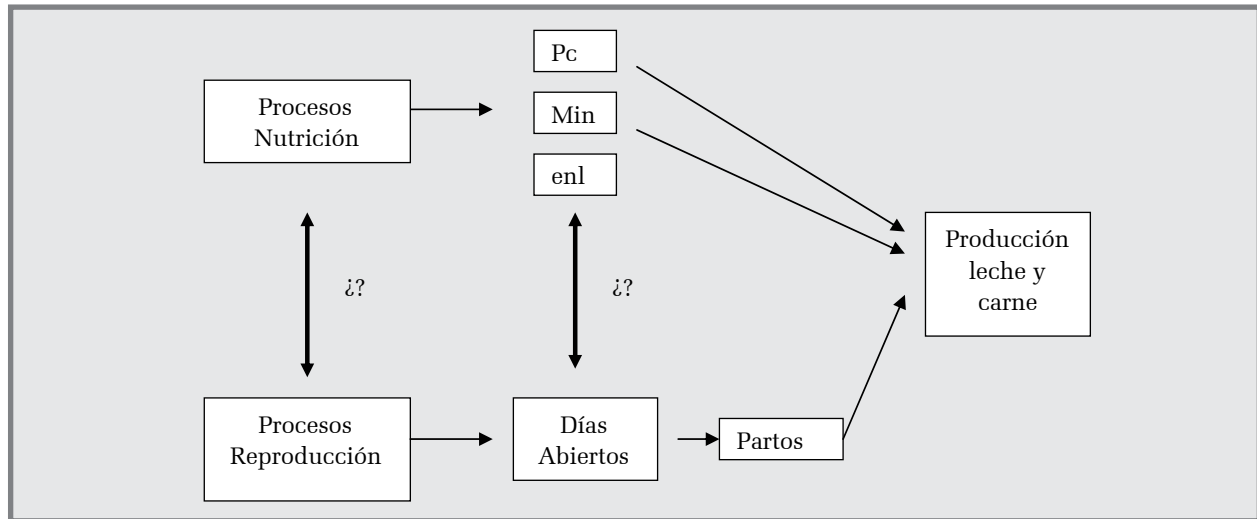 Pc
Procesos
Nutrición
Min
enl
Producción
leche y
carne
¿?
¿?
Procesos
Reproducción
Días
Abiertos
Partos